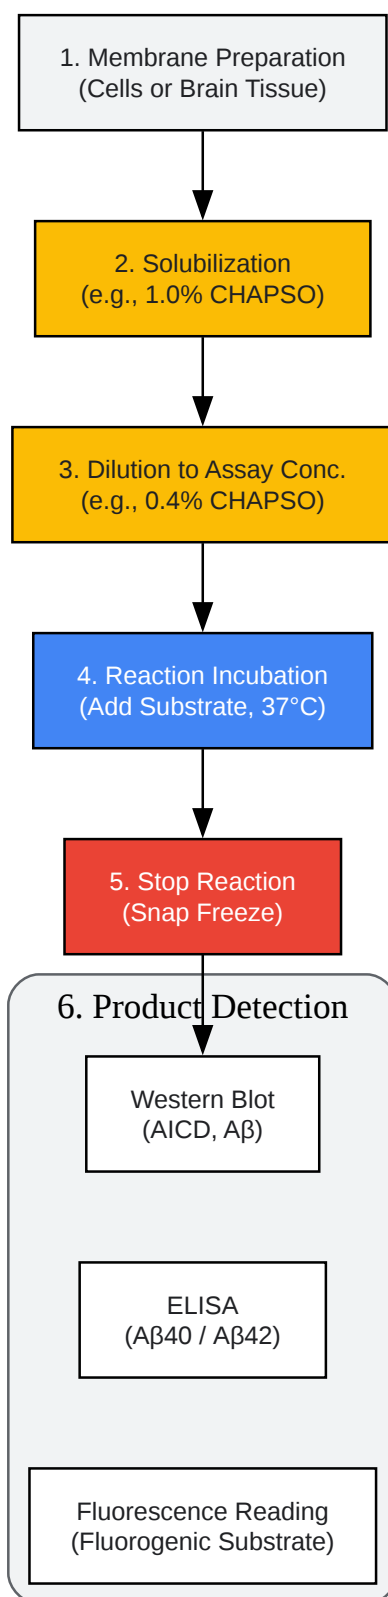 1. Membrane Preparation
(Cells or Brain Tissue)
2. Solubilization
(e.g., 1.0% CHAPSO)
3. Dilution to Assay Conc.
(e.g., 0.4% CHAPSO)
4. Reaction Incubation
(Add Substrate, 37°C)
5. Stop Reaction
(Snap Freeze)
6. Product Detection
Western Blot
(AICD, Aβ)
ELISA
(Aβ40 / Aβ42)
Fluorescence Reading
(Fluorogenic Substrate)